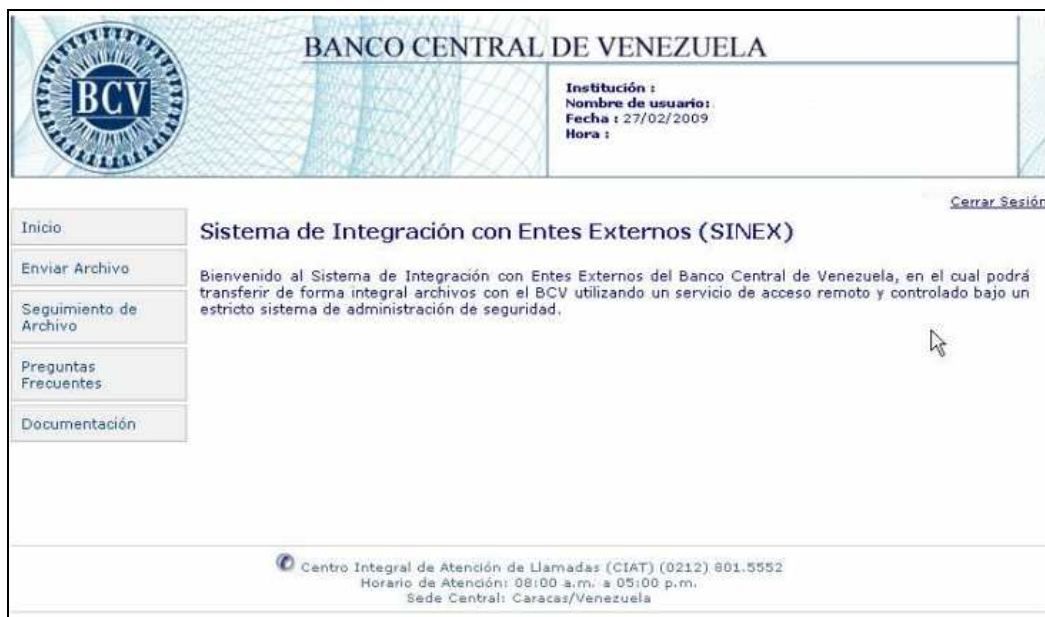 BCV
BANCO CENTRAL DE VENEZUELA
Institución :
Nombre de usuario:
Fecha : 27/02/2009
Hora :
Cerrar Sesión
Inicio
Enviar Archivo
Seguimiento de
Archivo
Preguntas
Frecuentes
Documentación
Sistema de Integración con Entes Externos (SINEX)
Bienvenido al Sistema de Integración con Entes Externos del Banco Central de Venezuela, en el cual podrá
transferir de forma integral archivos con el BCV utilizando un servicio de acceso remoto y controlado bajo un
estricto sistema de administración de seguridad.
Centro Integral de Atención de Llamadas (CIAT) (0212) 801.5552
Horario de Atención: 08:00 a.m. a 05:00 p.m.
Sede Central: Caracas/Venezuela